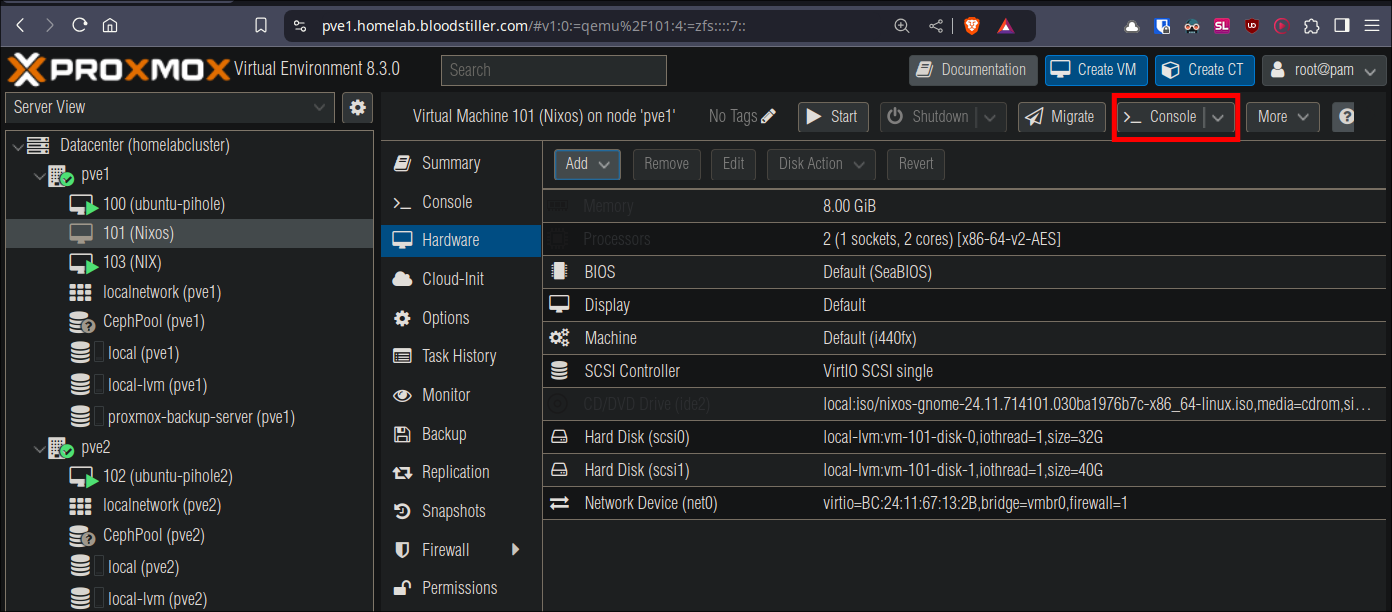 pve1.homelab.bloodstiller.com/#v1:0:=qemu%2F101:4:=zfs::::7::
SL
UD
PROXMOX Virtual Environment 8.3.0
Search
Documentation
Create VM
Create CT
root@pam
Server View
Virtual Machine 101 (Nixos) on node 'pve1'
No Tags
Start
Shutdown
Migrate
Console
More
Datacenter (homelabcluster)
pve1
100 (ubuntu-pihole)
101 (Nixos)
103 (NIX)
localnetwork (pve1)
CephPool (pve1)
local (pve1)
local-lvm (pve1)
proxmox-backup-server (pve1)
pve2
102 (ubuntu-pihole2)
localnetwork (pve2)
CephPool (pve2)
local (pve2)
local-lvm (pve2)
Summary
Console
Hardware
Cloud-Init
Options
Task History
Monitor
Backup
Replication
Snapshots
Firewall
Permissions
Add
Remove
Edit
Disk Action
Revert
Memory 8.00 GiB
Processors 2 (1 sockets, 2 cores) [x86-64-v2-AES]
BIOS Default (SeaBIOS)
Display Default
Machine Default (i440fx)
SCSI Controller VirtIO SCSI single
CD/DVD Drive (ide2) local:iso/nixos-gnome-24.11.714101.030ba1976b7c-x86_64-linux.iso,media=cdrom,si…
Hard Disk (scsi0) local-lvm:vm-101-disk-0,iothread=1,size=32G
Hard Disk (scsi1) local-lvm:vm-101-disk-1,iothread=1,size=40G
Network Device (net0) virtio=BC:24:11:67:13:2B,bridge=vmbr0,firewall=1